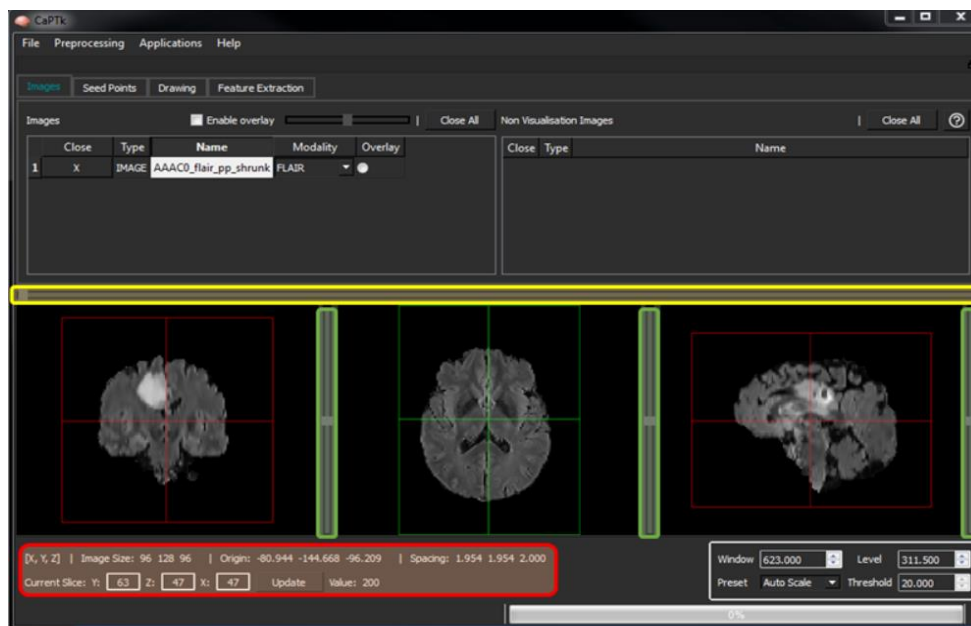 CaPTk
File Preprocessing Applications Help
Images Seed Points Drawing Feature Extraction
Images Enable overlay | Close All Non Visualisation Images | Close All ?
Close Type Name Modality Overlay Close Type Name
1 X IMAGE AAAC0_flair_pp_shrunk FLAIR
[X, Y, Z] | Image Size: 96 128 96 | Origin: -80.944 -144.668 -96.209 | Spacing: 1.954 1.954 2.000
Window 623.000 Level 311.500
Current Slice: Y: 63 Z: 47 X: 47 Update Value: 200
Preset Auto Scale Threshold 20.000
0%